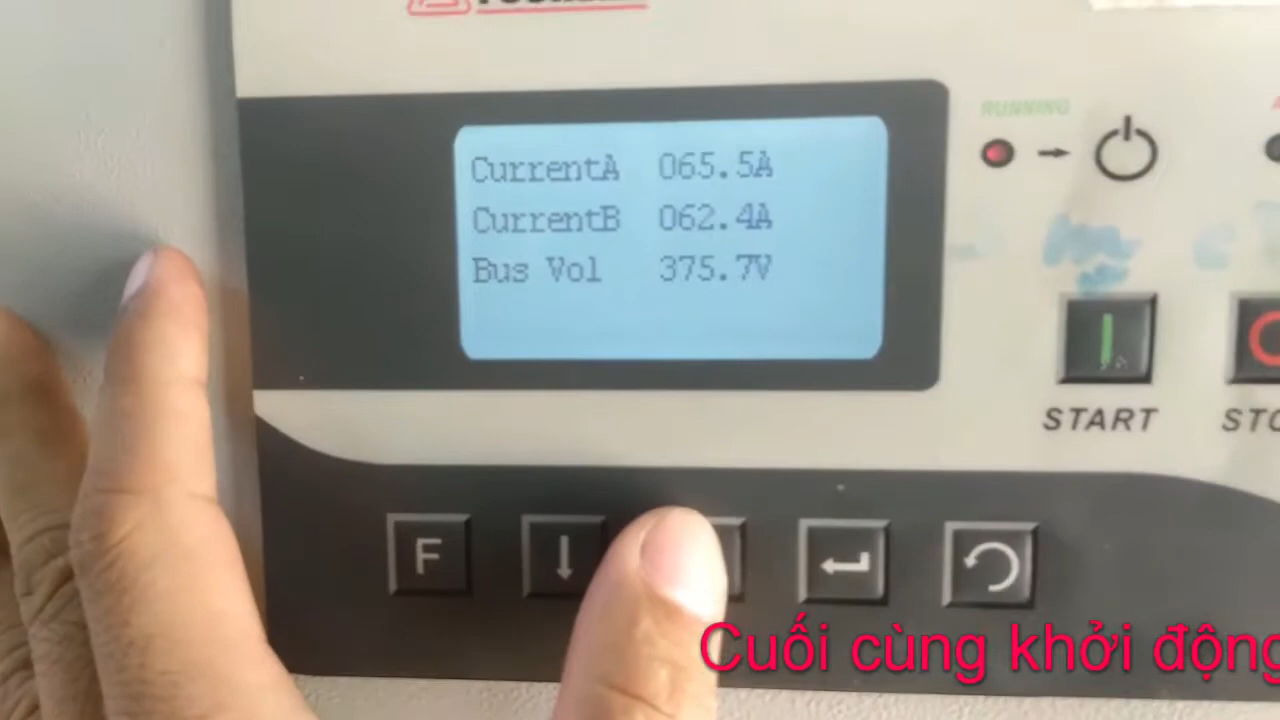 RUNNING
CurrentA 065.5A
CurrentB 062.4A
Bus Vol 375.7V
START
F
Cuối cùng khởi động